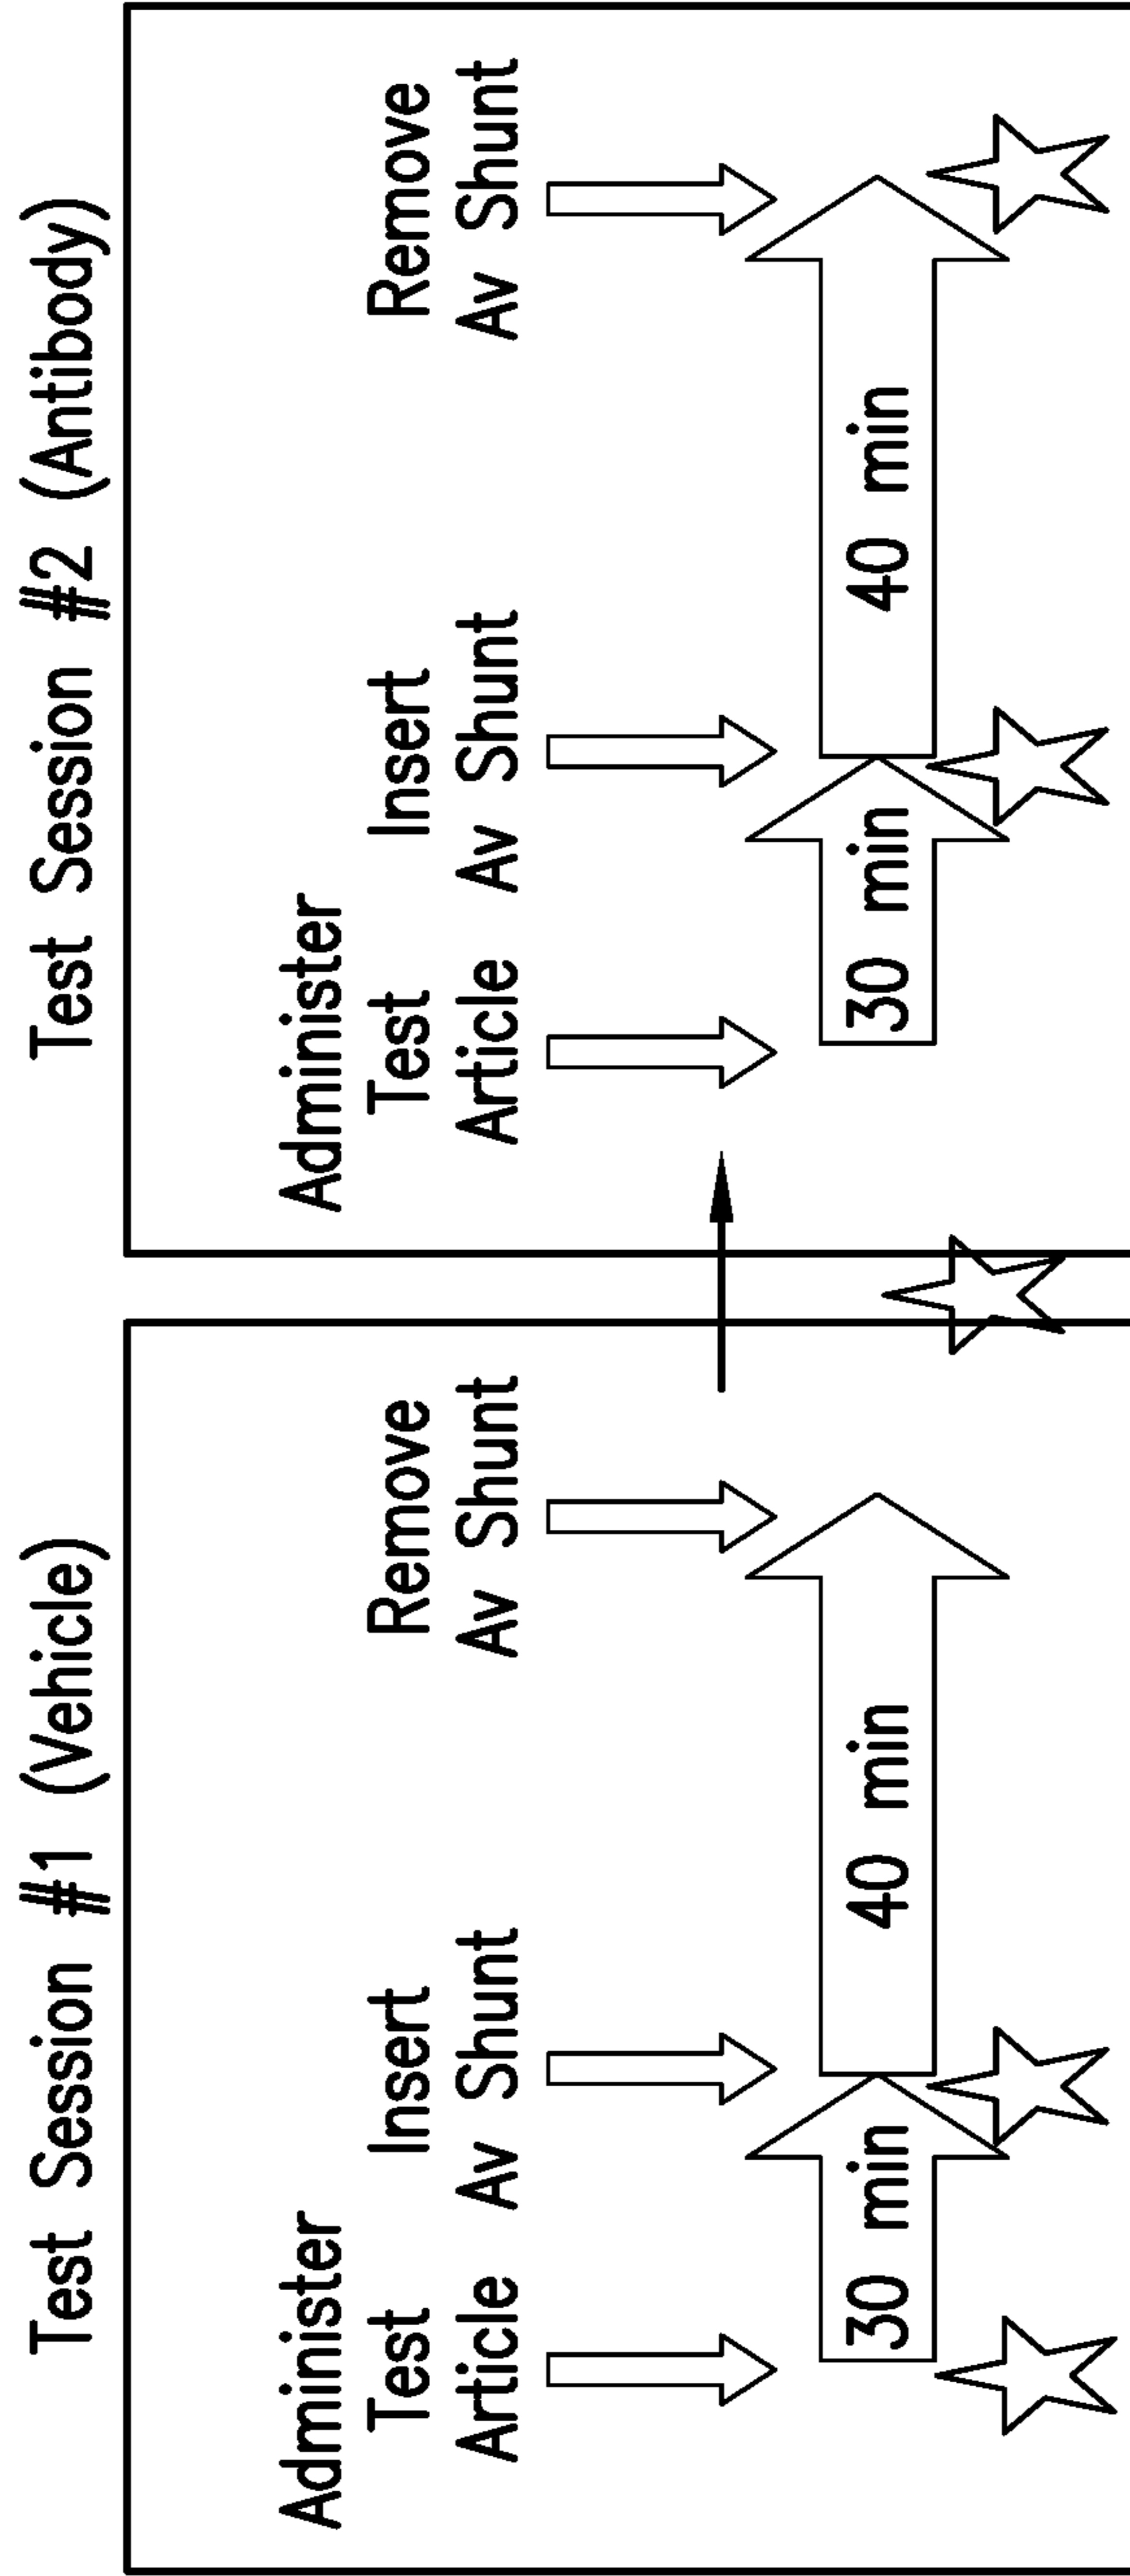 Test Session #1 (Vehicle)
Administer
Test
Article
Insert
Av Shunt
Remove
Av Shunt
30 min
40 min
Test Session #2 (Antibody)
Administer
Test
Article
Insert
Av Shunt
Remove
Av Shunt
30 min
40 min